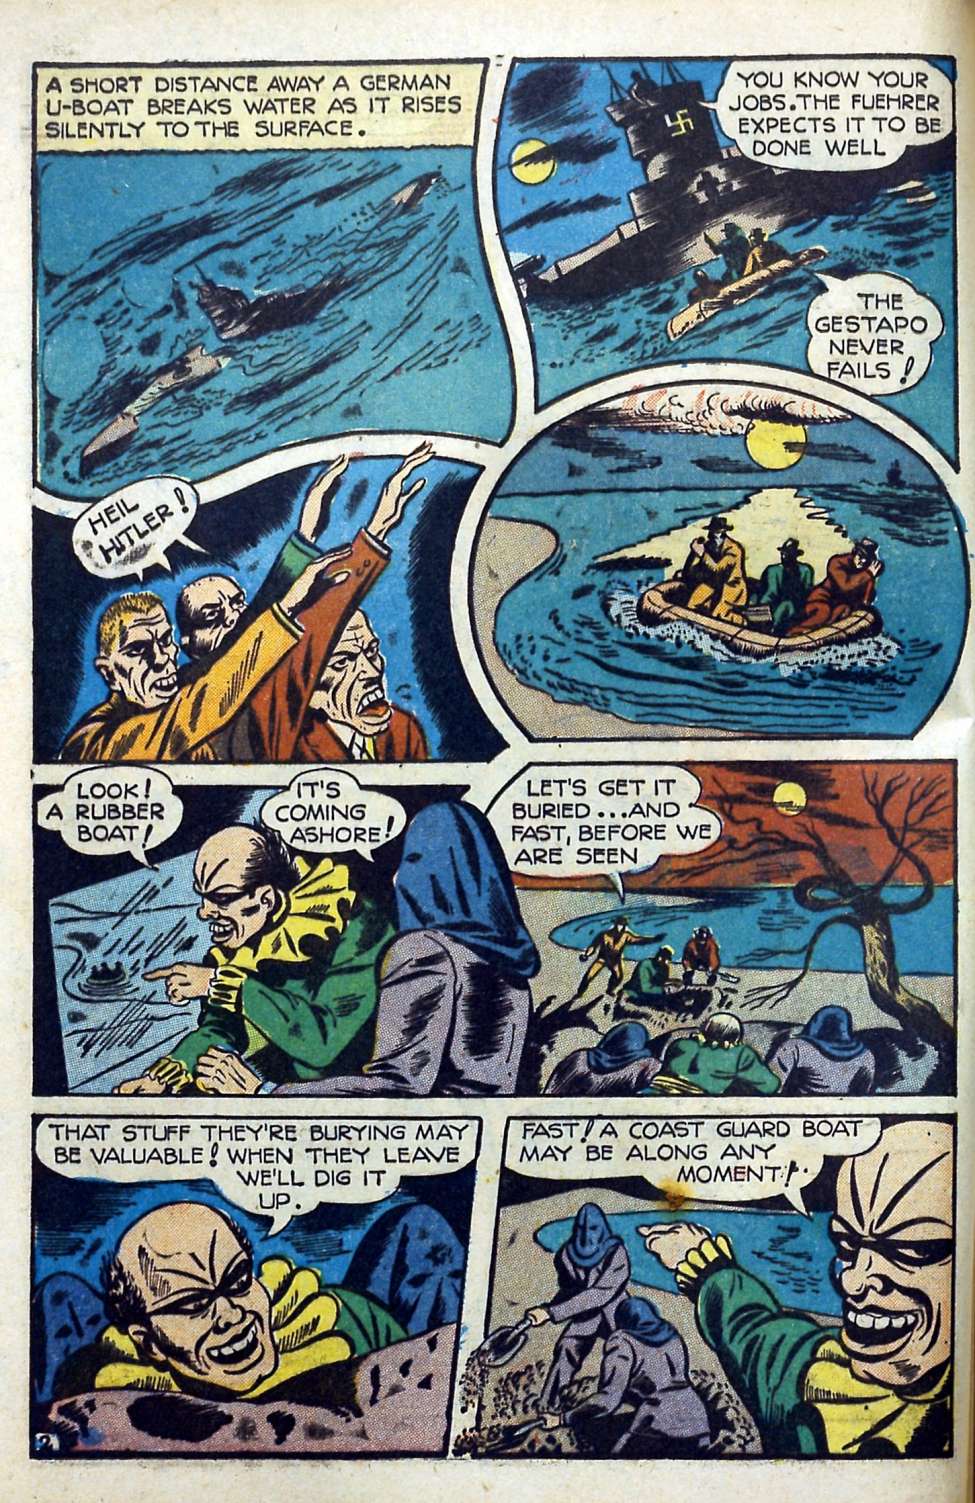 A SHORT DISTANCE AWAY A GERMAN
U-BOAT BREAKS WATER AS IT RISES
SILENTLY TO THE SURFACE.
YOU KNOW YOUR
JOBS. THE FUEHRER
EXPECTS IT TO BE
DONE WELL
THE
GESTAPO
NEVER
FAILS!
HEIL
HITLER!
LOOK!
A RUBBER
BOAT!
IT'S
COMING
ASHORE!
LET'S GET IT
BURIED...AND
FAST, BEFORE WE
ARE SEEN
THAT STUFF THEY'RE BURYING MAY
BE VALUABLE! WHEN THEY LEAVE
WE'LL DIG IT
UP.
FAST! A COAST GUARD BOAT
MAY BE ALONG ANY
MOMENT!
2